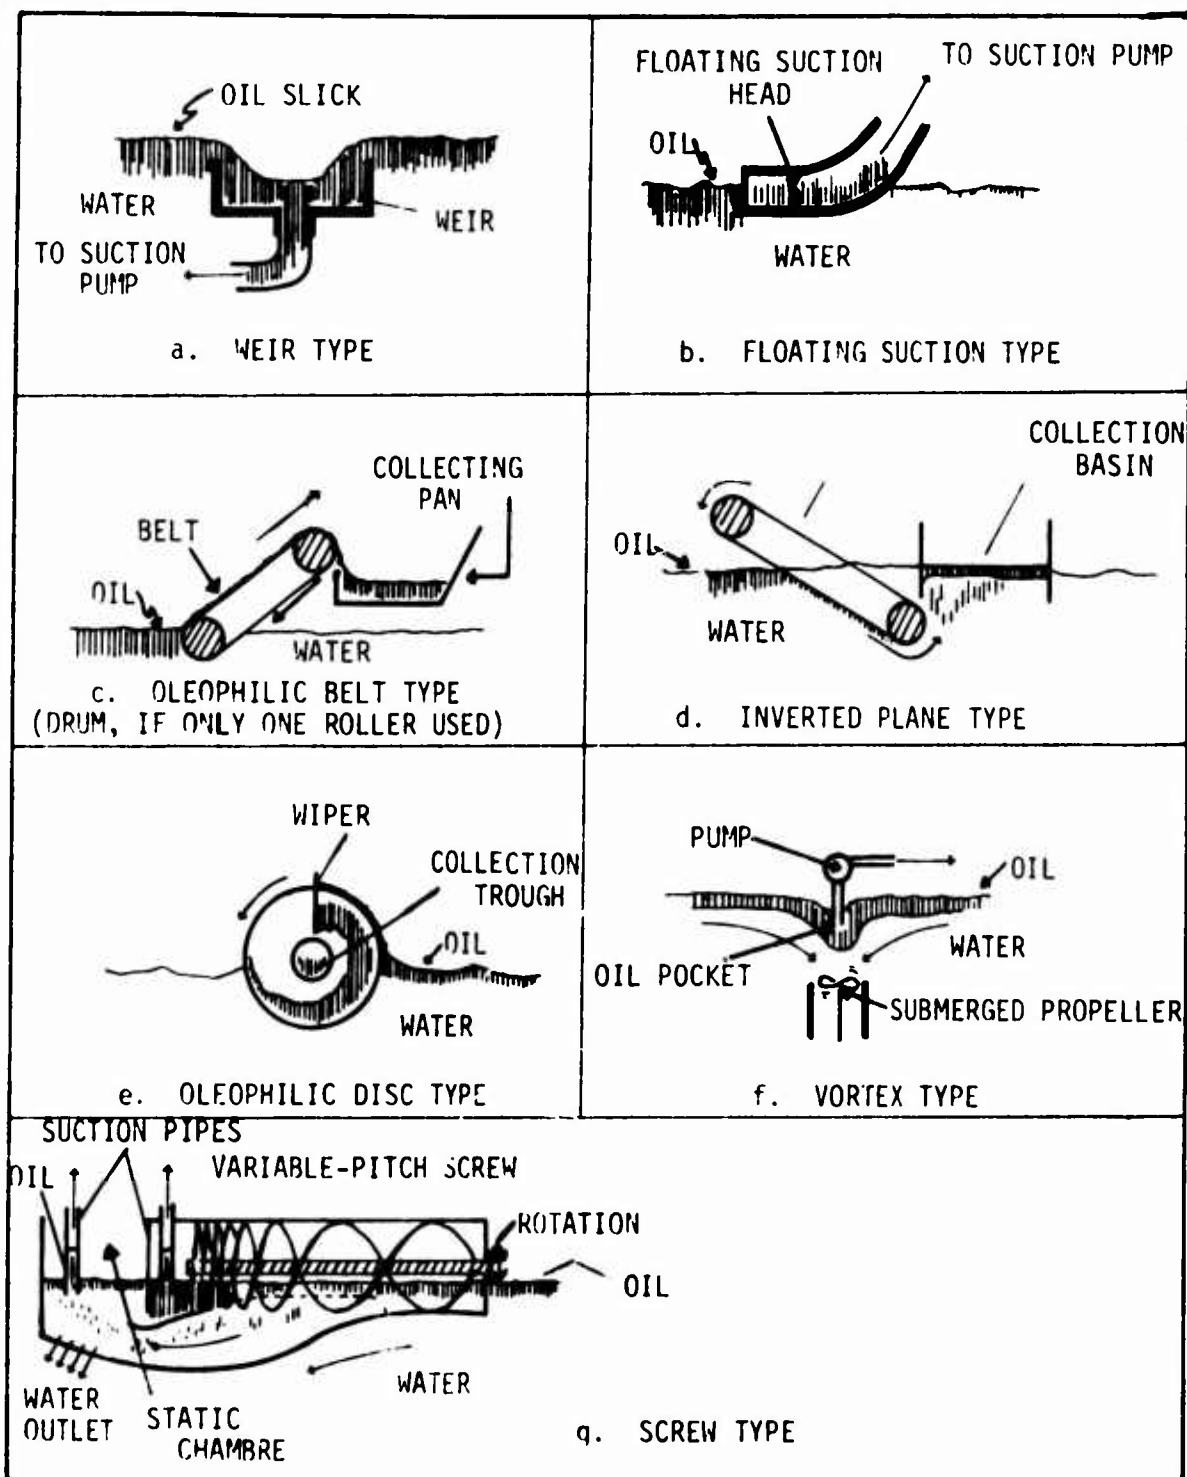 OIL SLICK
WATER
WEIR
TO SUCTION
PUMP
a. WEIR TYPE
FLOATING SUCTION
HEAD
TO SUCTION PUMP
OIL
WATER
b. FLOATING SUCTION TYPE
COLLECTING
PAN
BELT
OIL
WATER
c. OLEOPHILIC BELT TYPE
(DRUM, IF ONLY ONE ROLLER USED)
COLLECTION
BASIN
OIL
WATER
d. INVERTED PLANE TYPE
WIPER
COLLECTION
TROUGH
OIL
WATER
e. OLEOPHILIC DISC TYPE
PUMP
OIL
WATER
OIL POCKET
SUBMERGED PROPELLER
f. VORTEX TYPE
SUCTION PIPES
OIL
VARIABLE-PITCH SCREW
ROTATION
OIL
WATER
WATER
OUTLET
STATIC
CHAMBRE
g. SCREW TYPE